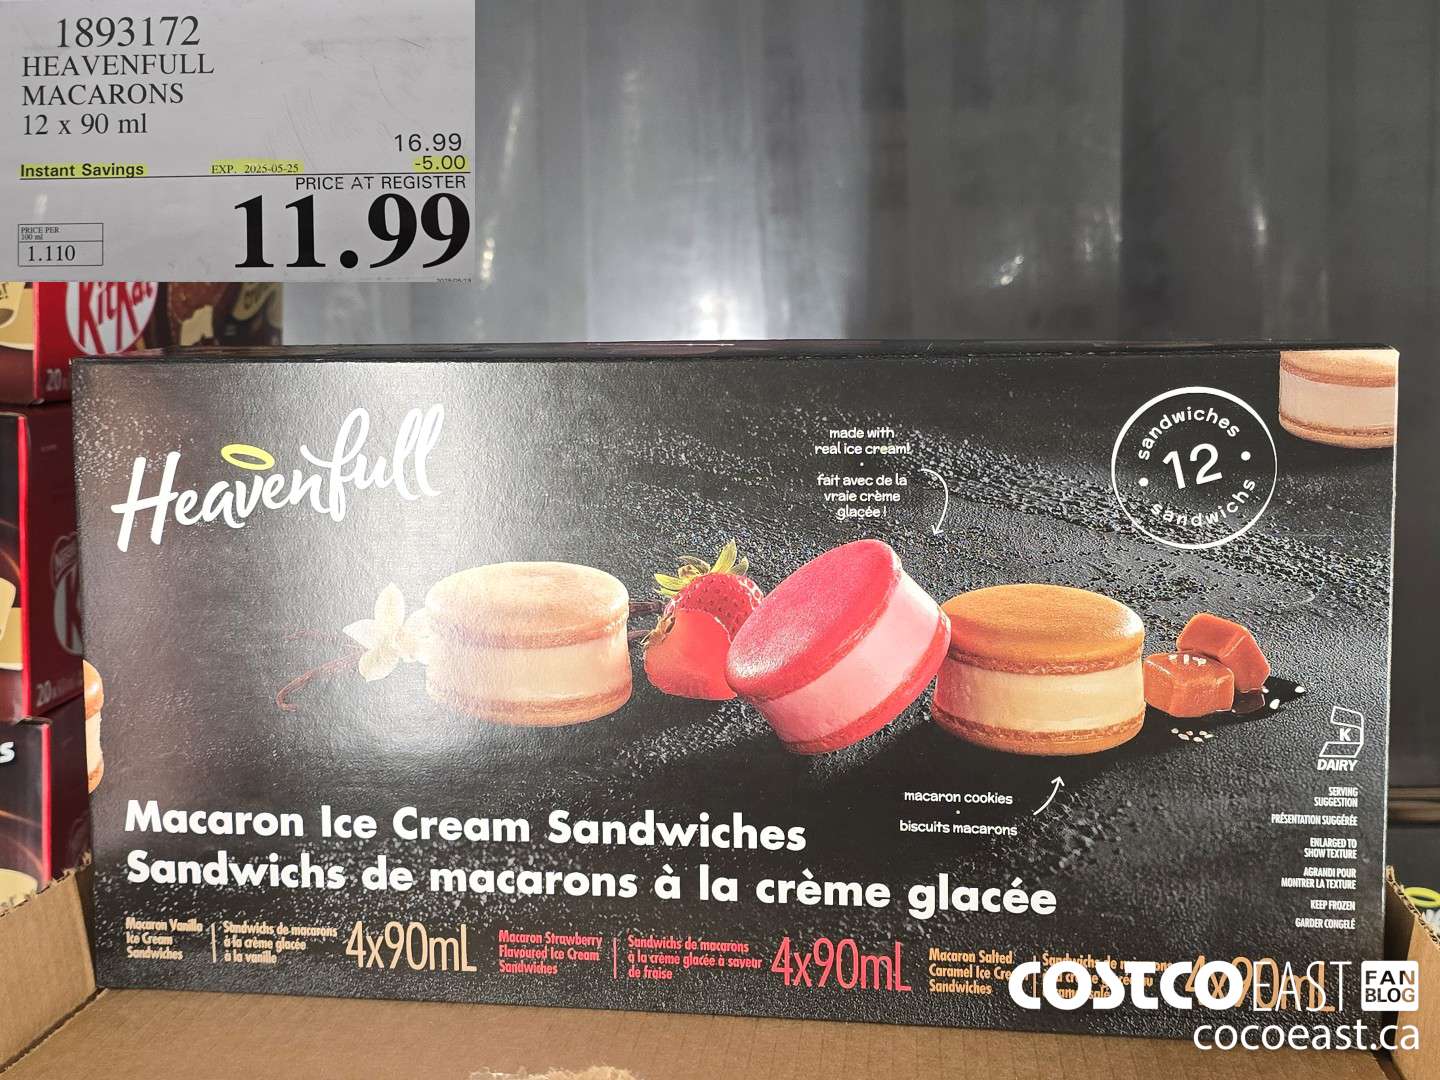 1893172
HEAVENFULL
MACARONS
12 x 90 ml
16.99
Instant Savings EXP. 2025-05-25 -5.00
PRICE AT REGISTER
11.99
PRICE PER
100 ml
1.110
KitKat
20
20
Heavenfull
made with
real ice cream!
fait avec de la
vraie crème
glacée !
sandwiches
12
sandwichs
K
DAIRY
SERVING
SUGGESTION
PRÉSENTATION SUGGÉRÉE
ENLARGED TO
SHOW TEXTURE
AGRANDI POUR
MONTRER LA TEXTURE
KEEP FROZEN
GARDER CONGELÉ
macaron cookies
biscuits macarons
Macaron Ice Cream Sandwiches
Sandwichs de macarons à la crème glacée
Macaron Vanilla
Ice Cream
Sandwiches
Sandwichs de macarons
à la crème glacée
à la vanille
4x90mL
Macaron Strawberry
Flavoured Ice Cream
Sandwiches
Sandwichs de macarons
à la crème glacée à saveur
de fraise
4x90mL
Macaron Salted
Caramel Ice Cre
Sandwiches
4x90mL
COSTCO EAST FAN
BLOG
cocoeast.ca